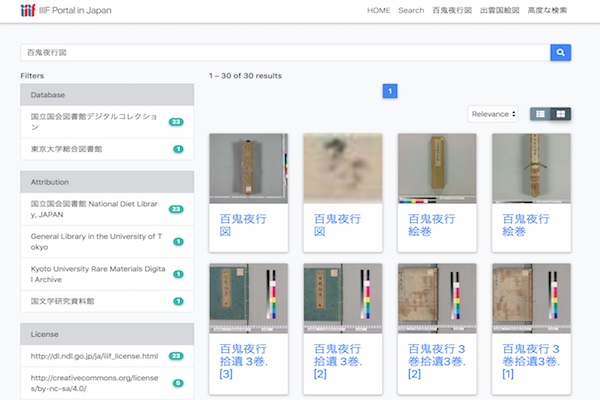 IIIF Portal in Japan
HOME Search 百鬼夜行図 出雲国絵図 高度な検索
百鬼夜行図
Filters
Database
国立国会図書館デジタルコレクショ
ン
23
東京大学総合図書館 1
Attribution
国立国会図書館 National Diet Librar
y, JAPAN
23
General Library in the University of T
okyo
1
Kyoto University Rare Materials Digita
l Archive
1
国文学研究資料館 1
License
http://dl.ndl.go.jp/ja/iiif_license.html 23
http://creativecommons.org/license
s/by-nc-sa/4.0/
6
1 – 30 of 30 results
1
Relevance
百鬼夜行
図
百鬼夜行
図
百鬼夜行
絵巻
百鬼夜行
絵巻
百鬼夜行
拾遺 3巻.
[3]
百鬼夜行
拾遺 3巻.
[2]
百鬼夜行 3
巻拾遺3巻.
[2]
百鬼夜行 3
巻拾遺3巻.
[1]